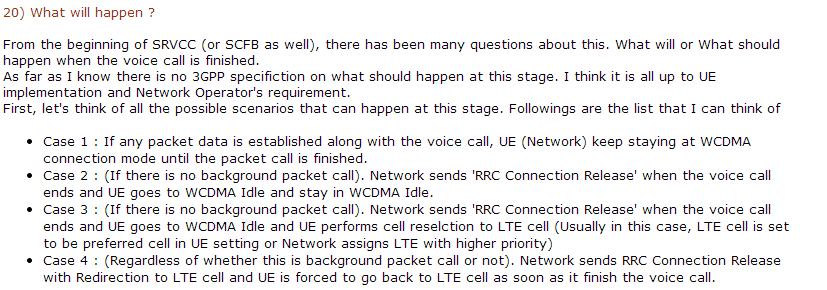 20) What will happen ?
From the beginning of SRVCC (or SCFB as well), there has been many questions about this. What will or What should
happen when the voice call is finished.
As far as I know there is no 3GPP specifiction on what should happen at this stage. I think it is all up to UE
implementation and Network Operator's requirement.
First, let's think of all the possible scenarios that can happen at this stage. Followings are the list that I can think of
• Case 1 : If any packet data is established along with the voice call, UE (Network) keep staying at WCDMA
connection mode until the packet call is finished.
• Case 2 : (If there is no background packet call). Network sends 'RRC Connection Release' when the voice call
ends and UE goes to WCDMA Idle and stay in WCDMA Idle.
• Case 3 : (If there is no background packet call). Network sends 'RRC Connection Release' when the voice call
ends and UE goes to WCDMA Idle and UE performs cell reselction to LTE cell (Usually in this case, LTE cell is set
to be preferred cell in UE setting or Network assigns LTE with higher priority)
• Case 4 : (Regardless of whether this is background packet call or not). Network sends RRC Connection Release
with Redirection to LTE cell and UE is forced to go back to LTE cell as soon as it finish the voice call.